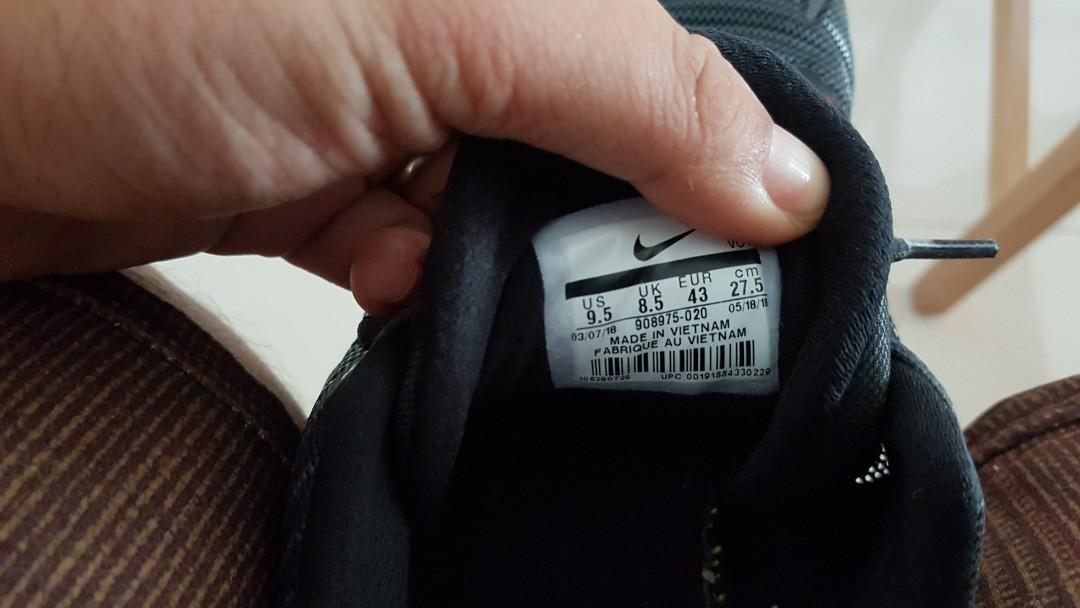 US UK EUR cm
9.5 8.5 43 27.5
03/07/18 908975-020 05/18/18
MADE IN VIETNAM
FABRIQUE AU VIETNAM
UPC 00191884330229